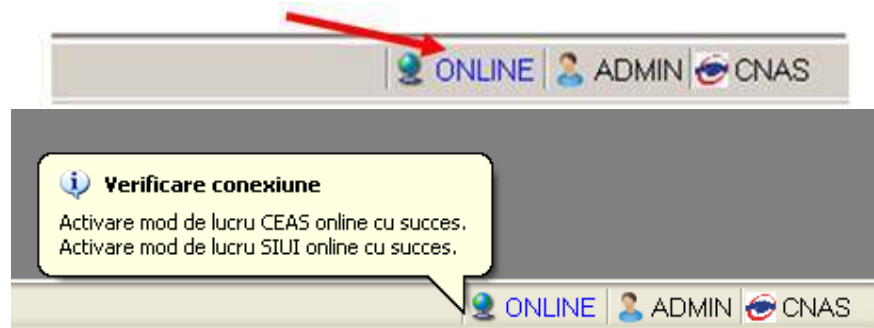 ONLINE ADMIN CNAS
Verificare conexiune
Activare mod de lucru CEAS online cu succes.
Activare mod de lucru SIUI online cu succes.
ONLINE ADMIN CNAS